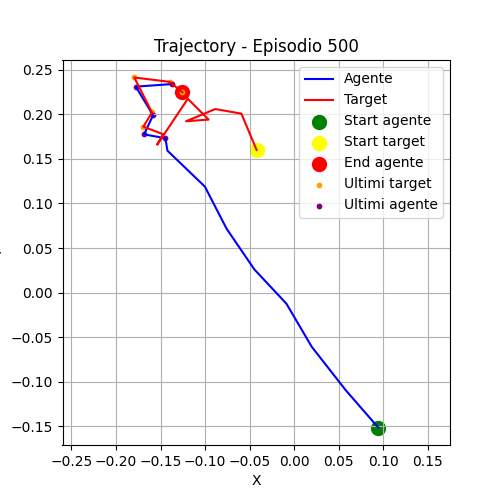 Trajectory - Episodio 500
Agente
Target
Start agente
Start target
End agente
Ultimi target
Ultimi agente
0.25
0.20
0.15
0.10
0.05
0.00
−0.05
−0.10
−0.15
−0.25 −0.20 −0.15 −0.10 −0.05 0.00 0.05 0.10 0.15
X